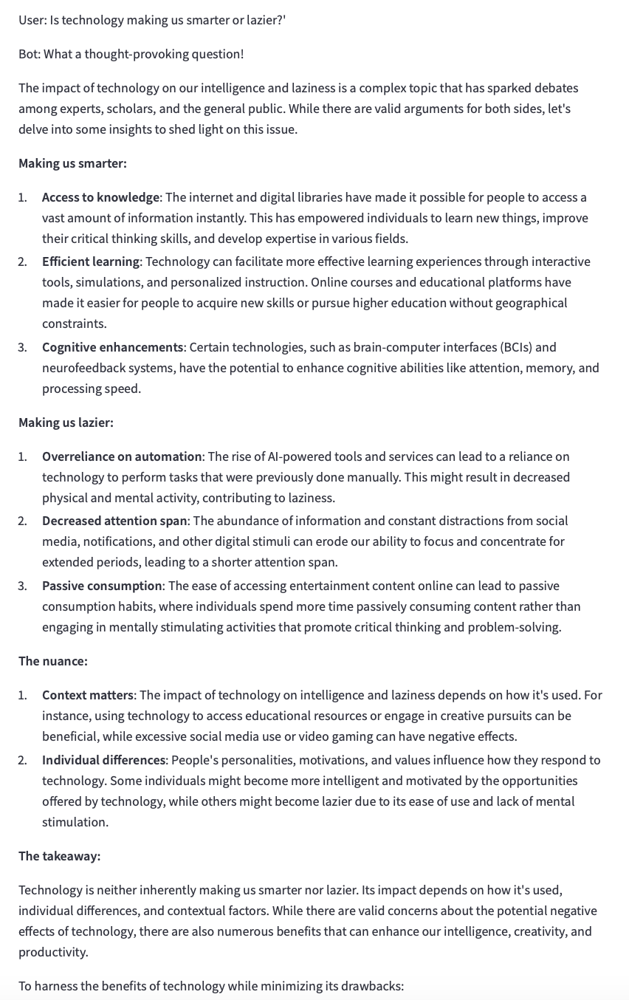 User: Is technology making us smarter or lazier?'
Bot: What a thought-provoking question!
The impact of technology on our intelligence and laziness is a complex topic that has sparked debates
among experts, scholars, and the general public. While there are valid arguments for both sides, let's
delve into some insights to shed light on this issue.
Making us smarter:
1. Access to knowledge: The internet and digital libraries have made it possible for people to access a
vast amount of information instantly. This has empowered individuals to learn new things, improve
their critical thinking skills, and develop expertise in various fields.
2. Efficient learning: Technology can facilitate more effective learning experiences through interactive
tools, simulations, and personalized instruction. Online courses and educational platforms have
made it easier for people to acquire new skills or pursue higher education without geographical
constraints.
3. Cognitive enhancements: Certain technologies, such as brain-computer interfaces (BCIs) and
neurofeedback systems, have the potential to enhance cognitive abilities like attention, memory, and
processing speed.
Making us lazier:
1. Overreliance on automation: The rise of AI-powered tools and services can lead to a reliance on
technology to perform tasks that were previously done manually. This might result in decreased
physical and mental activity, contributing to laziness.
2. Decreased attention span: The abundance of information and constant distractions from social
media, notifications, and other digital stimuli can erode our ability to focus and concentrate for
extended periods, leading to a shorter attention span.
3. Passive consumption: The ease of accessing entertainment content online can lead to passive
consumption habits, where individuals spend more time passively consuming content rather than
engaging in mentally stimulating activities that promote critical thinking and problem-solving.
The nuance:
1. Context matters: The impact of technology on intelligence and laziness depends on how it's used. For
instance, using technology to access educational resources or engage in creative pursuits can be
beneficial, while excessive social media use or video gaming can have negative effects.
2. Individual differences: People's personalities, motivations, and values influence how they respond to
technology. Some individuals might become more intelligent and motivated by the opportunities
offered by technology, while others might become lazier due to its ease of use and lack of mental
stimulation.
The takeaway:
Technology is neither inherently making us smarter nor lazier. Its impact depends on how it's used,
individual differences, and contextual factors. While there are valid concerns about the potential negative
effects of technology, there are also numerous benefits that can enhance our intelligence, creativity, and
productivity.
To harness the benefits of technology while minimizing its drawbacks: